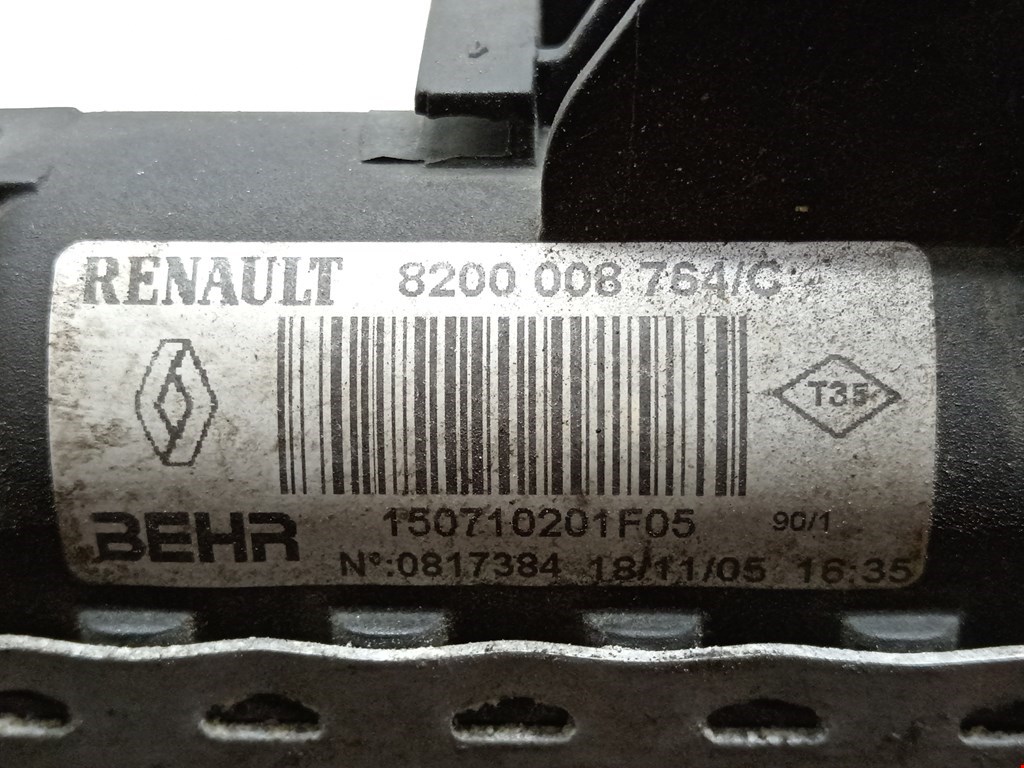 RENAULT 8200 008 764/C
T35
BEHR 150710201F05 90/1
N°:0817384 18/11/05 16:35